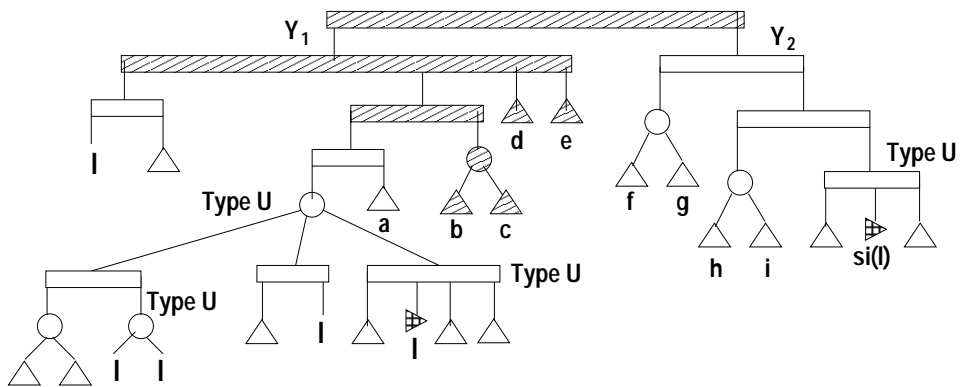 Y1 Y2
d e
I
Type U
Type U
a b c f g
h i si(I)
Type U
Type U
I I I I